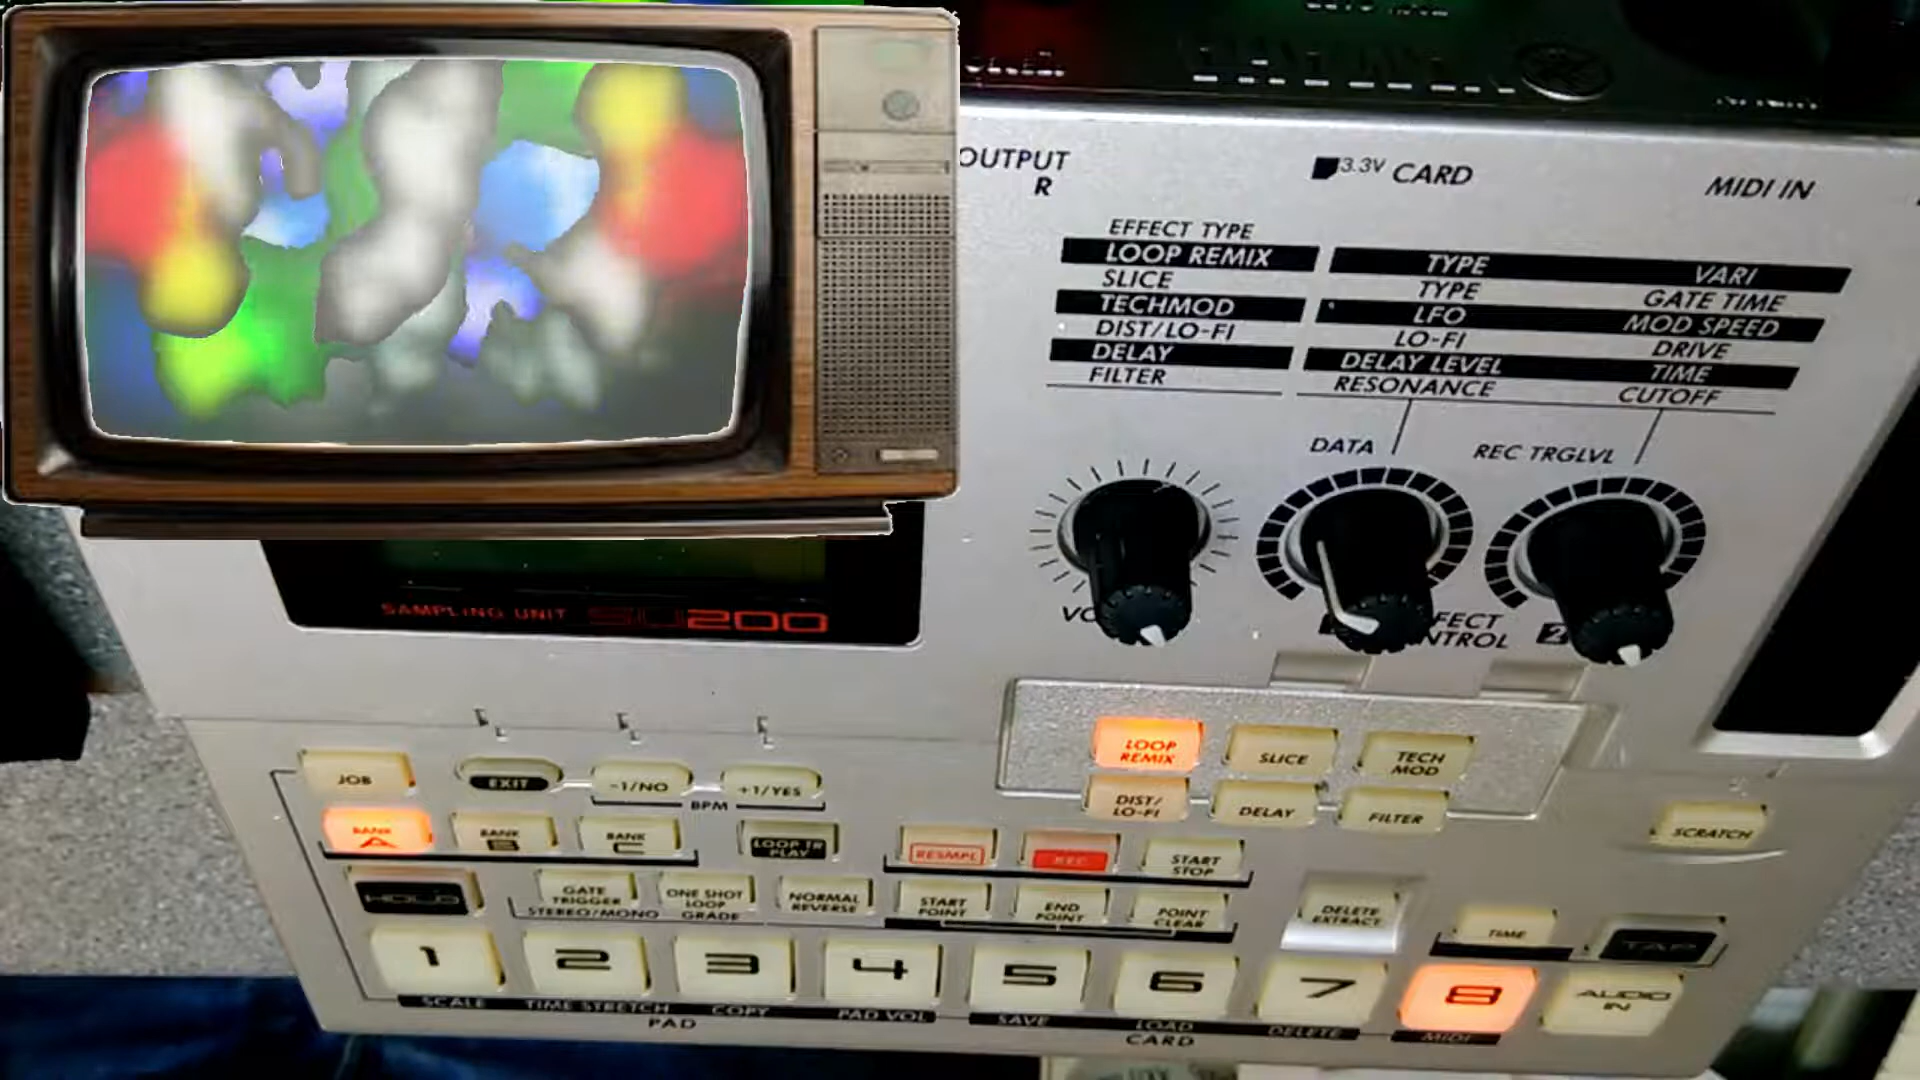 OUTPUT
R
3.3V CARD
MIDI IN
EFFECT TYPE
LOOP REMIX TYPE VARI
SLICE TYPE GATE TIME
TECHMOD LFO MOD SPEED
DIST/LO-FI LO-FI DRIVE
DELAY DELAY LEVEL TIME
FILTER RESONANCE CUTOFF
DATA
REC TRGLVL
SAMPLING UNIT SU200
2
LOOP REMIX
SLICE
TECH MOD
DIST/ LO-FI
DELAY
FILTER
SCRATCH
JOB
EXIT
-1/NO
+1/YES
BPM
BANK A
BANK B
BANK C
LOOP TR PLAY
RESMPL
REC
START STOP
HOLD
GATE TRIGGER
ONE SHOT LOOP
NORMAL REVERSE
STEREO/MONO GRADE
START POINT
END POINT
POINT CLEAR
DELETE EXTRACT
TIME
TAP
1 2 3 4 5 6 7 8
AUDIO IN
SCALE TIME STRETCH COPY PAD VOL SAVE LOAD DELETE MIDI
PAD
CARD